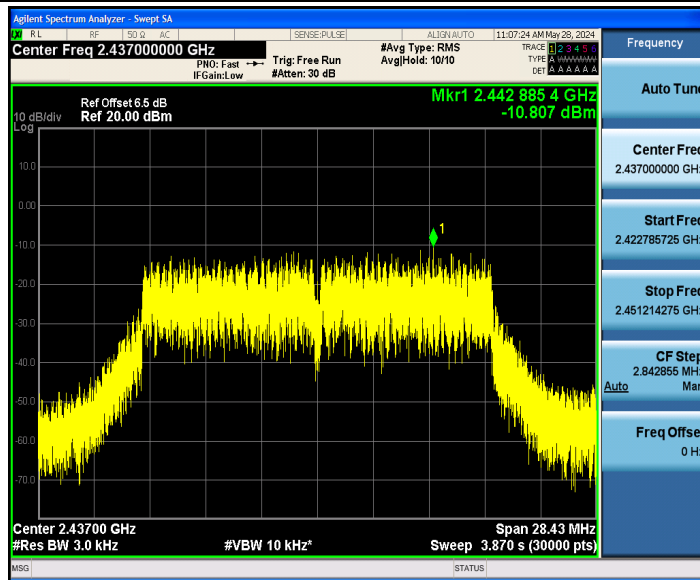 Agilent Spectrum Analyzer - Swept SA
LXI RL RF 50 Ω AC SENSE:PULSE ALIGN AUTO 11:07:24 AM May 28, 2024
Center Freq 2.437000000 GHz
PNO: Fast
IFGain:Low
Trig: Free Run
#Atten: 30 dB
#Avg Type: RMS
Avg|Hold: 10/10
TRACE 1 2 3 4 5 6
TYPE A
DET A A A A A A
Ref Offset 6.5 dB
Ref 20.00 dBm
10 dB/div
Log
Mkr1 2.442 885 4 GHz
-10.807 dBm
10.0
0.00
-10.0
-20.0
-30.0
-40.0
-50.0
-60.0
-70.0
1
Center 2.43700 GHz
#Res BW 3.0 kHz
#VBW 10 kHz*
Span 28.43 MHz
Sweep 3.870 s (30000 pts)
MSG
STATUS
Frequency
Auto Tune
Center Freq
2.437000000 GHz
Start Freq
2.422785725 GHz
Stop Freq
2.451214275 GHz
CF Step
2.842855 MHz
Auto Man
Freq Offset
0 Hz